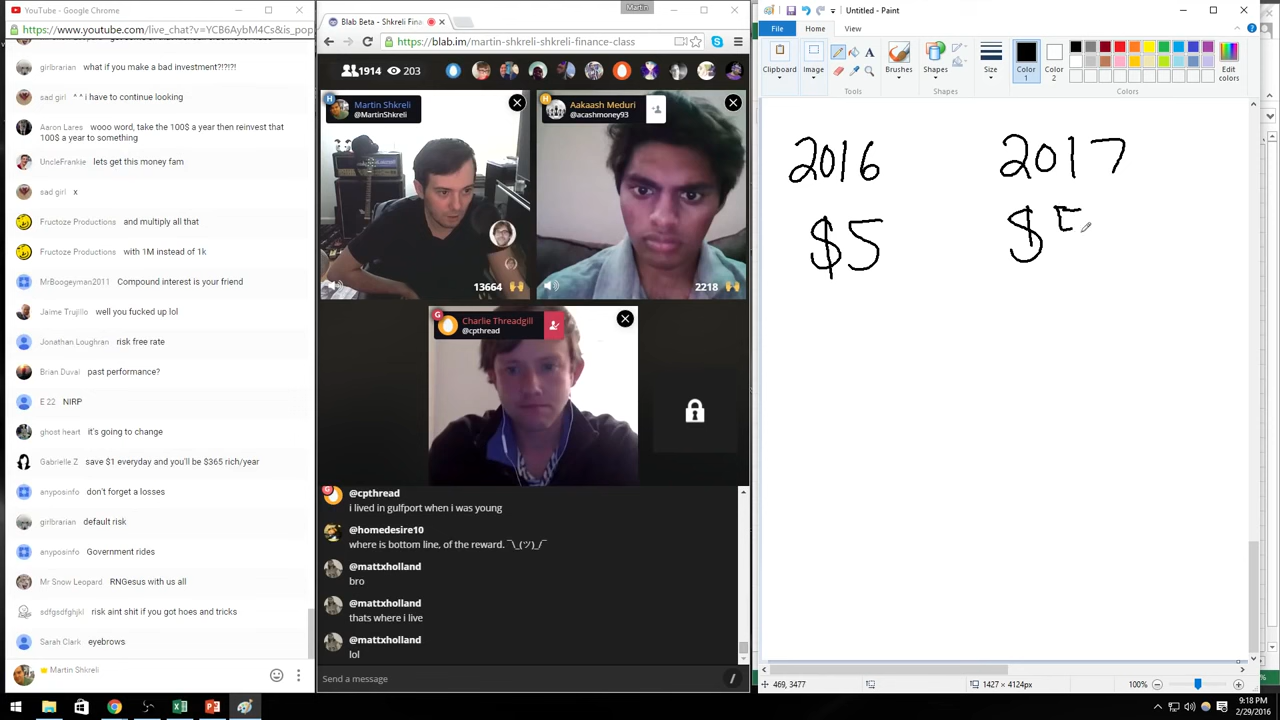 YouTube - Google Chrome
https://www.youtube.com/live_chat?v=YCB6AybM4Cs&is_pop
girlbrarian what if you make a bad investment?!?!?!
sad girl ^ ^ i have to continue looking
Aaron Lares wooo word, take the 100$ a year then reinvest that
100$ a year to something
UncleFrankie lets get this money fam
sad girl x
Fructoze Productions and multiply all that
Fructoze Productions with 1M instead of 1k
MrBoogeyman2011 Compound interest is your friend
Jaime Trujillo well you fucked up lol
Jonathan Loughran risk free rate
Brian Duval past performance?
E 22 NIRP
ghost heart it's going to change
Gabrielle Z save $1 everyday and you'll be $365 rich/year
anyposinfo don't forget a losses
girlbrarian default risk
anyposinfo Government rides
Mr Snow Leopard RNGesus with us all
sdfgsdfghjkl risk aint shit if you got hoes and tricks
Sarah Clark eyebrows
Martin Shkreli
Martin
Blab Beta - Shkreli Fina
https://blab.im/martin-shkreli-shkreli-finance-class
1914 203
H Martin Shkreli
@MartinShkreli
13664
H Aakaash Meduri
@acashmoney93
2218
G Charlie Threadgill
@cpthread
@cpthread
i lived in gulfport when i was young
@homedesire10
where is bottom line, of the reward. ¯\_(ツ)_/¯
@mattxholland
bro
@mattxholland
thats where i live
@mattxholland
lol
Send a message
Untitled - Paint
File Home View
Clipboard Image Tools Brushes Shapes Size Color 1 Color 2 Edit colors Colors
2016 2017
$5 $5
469, 3477 1427 × 4124px 100%
9:18 PM
2/29/2016